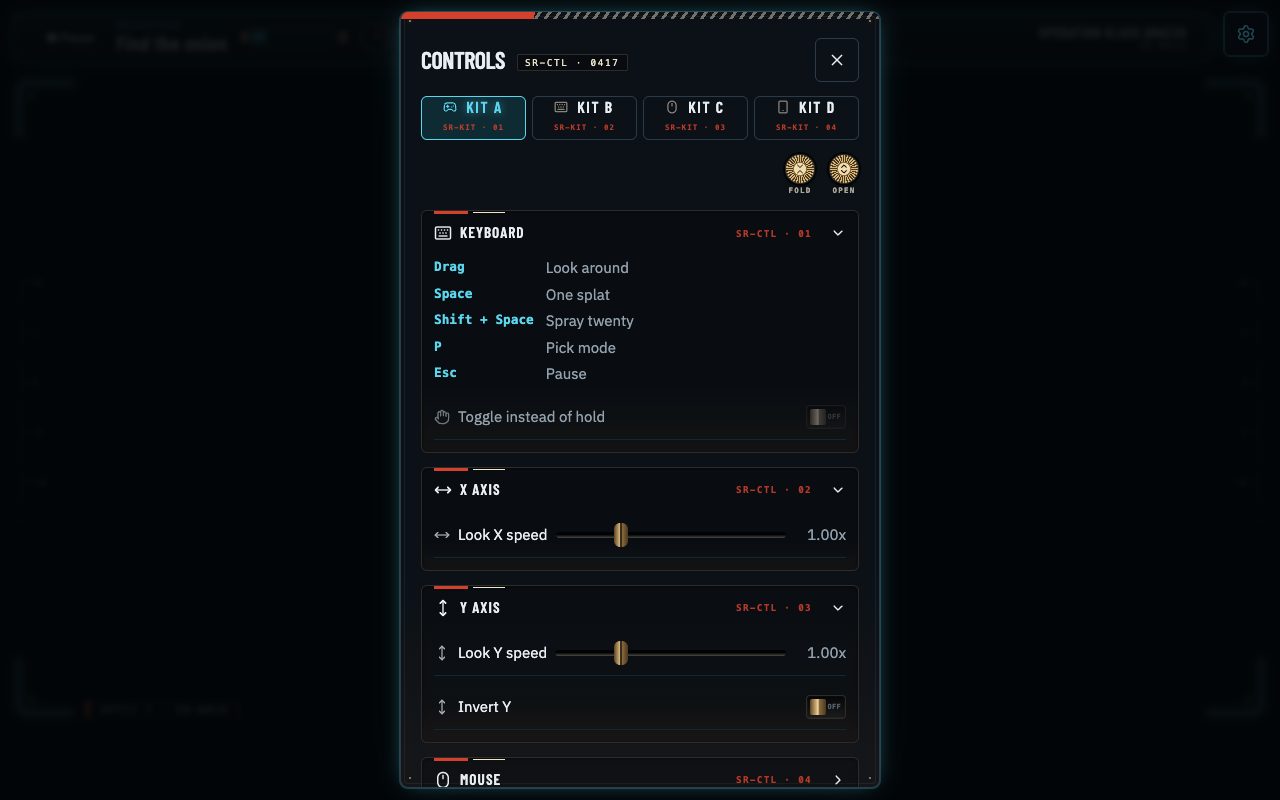 CONTROLS SR-CTL · 0417
KIT A KIT B KIT C KIT D
SR-KIT · 01 SR-KIT · 02 SR-KIT · 03 SR-KIT · 04
FOLD OPEN
KEYBOARD SR-CTL · 01
Drag Look around
Space One splat
Shift + Space Spray twenty
P Pick mode
Esc Pause
Toggle instead of hold OFF
X AXIS SR-CTL · 02
Look X speed 1.00x
Y AXIS SR-CTL · 03
Look Y speed 1.00x
Invert Y OFF
MOUSE SR-CTL · 04